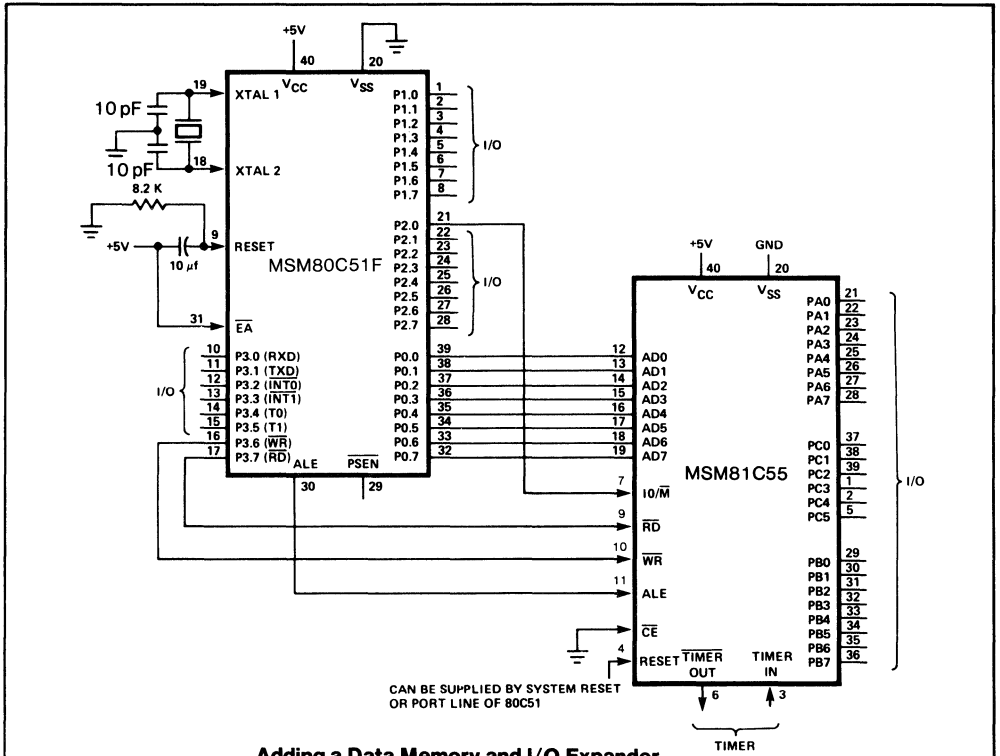 +5V
40
20
VCC
VSS
19
XTAL 1
10 pF
10 pF
18
XTAL 2
8.2 K
+5V
10 µf
9
RESET
MSM80C51F
31
EA
P1.0 1
P1.1 2
P1.2 3
P1.3 4
P1.4 5
P1.5 6
P1.6 7
P1.7 8
I/O
P2.0 21
P2.1 22
P2.2 23
P2.3 24
P2.4 25
P2.5 26
P2.6 27
P2.7 28
I/O
I/O
10 P3.0 (RXD)
11 P3.1 (TXD)
12 P3.2 (INT0)
13 P3.3 (INT1)
14 P3.4 (T0)
15 P3.5 (T1)
16 P3.6 (WR)
17 P3.7 (RD)
P0.0 39
P0.1 38
P0.2 37
P0.3 36
P0.4 35
P0.5 34
P0.6 33
P0.7 32
ALE
PSEN
30
29
+5V
GND
40
20
VCC
VSS
12 AD0
13 AD1
14 AD2
15 AD3
16 AD4
17 AD5
18 AD6
19 AD7
MSM81C55
7 IO/M
9 RD
10 WR
11 ALE
CE
4 RESET
PA0 21
PA1 22
PA2 23
PA3 24
PA4 25
PA5 26
PA6 27
PA7 28
PC0 37
PC1 38
PC2 39
PC3 1
PC4 2
PC5 5
I/O
PB0 29
PB1 30
PB2 31
PB3 32
PB4 33
PB5 34
PB6 35
PB7 36
TIMER OUT
TIMER IN
6
3
CAN BE SUPPLIED BY SYSTEM RESET
OR PORT LINE OF 80C51
TIMER
Adding a Data Memory and I/O Expander